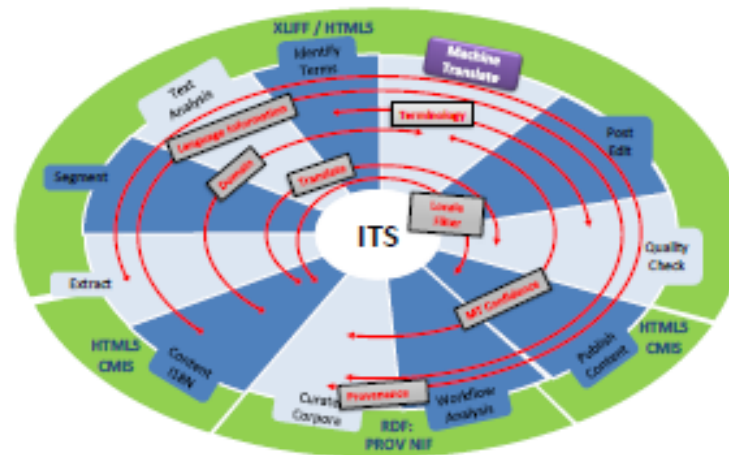 XLIFF / HTML5
Identify
Terms
Machine
Translate
Text
Analysis
Language Information
Terminology
Post
Edit
Segment
Domain
Translate
Locale
Filter
ITS
Quality
Check
Extract
MT Confidence
HTML5
CMIS
HTML5
CMIS
Content
Publish
Content
Curate
Corpora
Provenance
Workflow
Analysis
RDF:
PROV NIF